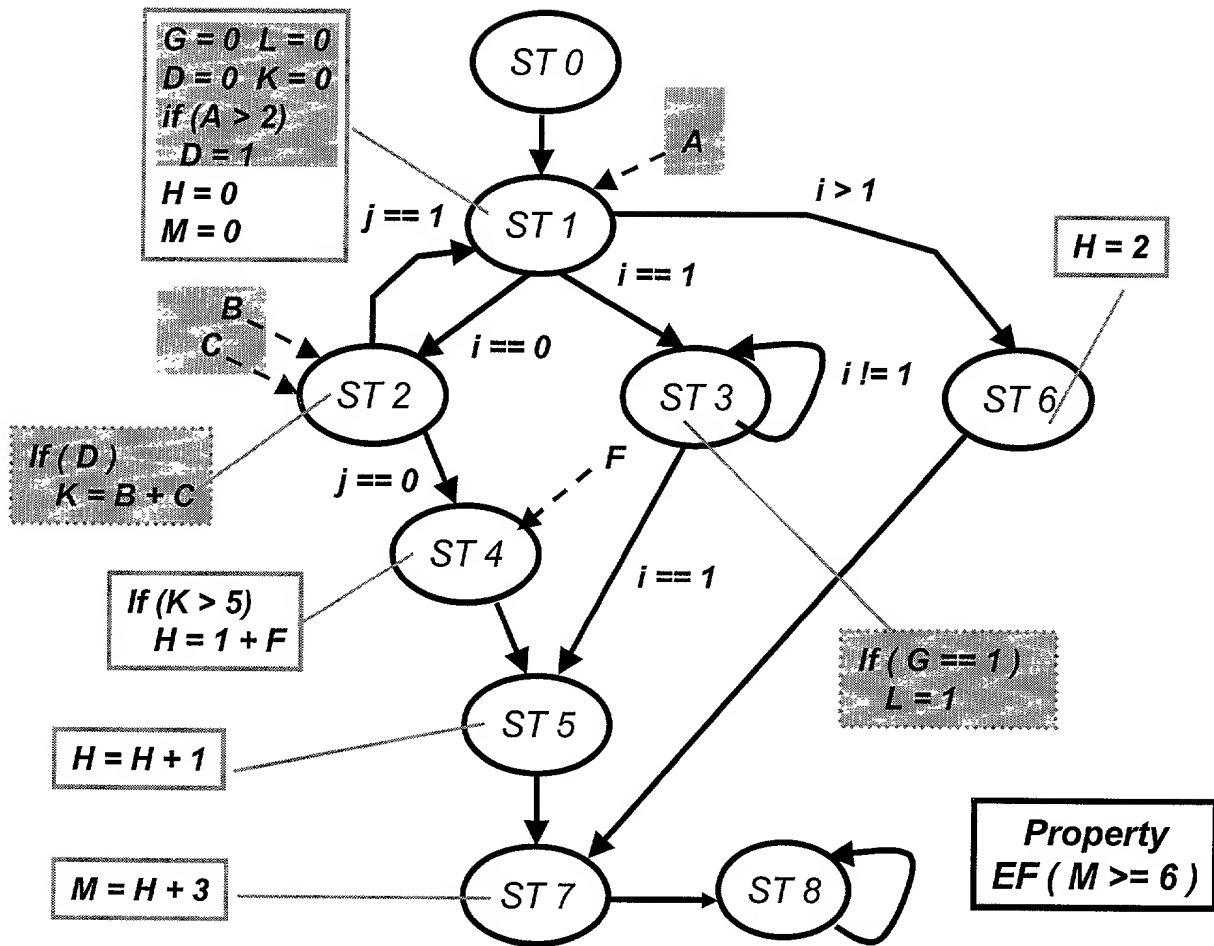 G = 0 L = 0
D = 0 K = 0
if (A > 2)
D = 1
H = 0
M = 0
ST 0
A
j == 1
ST 1
i > 1
H = 2
i == 1
B
C
i == 0
ST 2
ST 3
i != 1
ST 6
If ( D )
K = B + C
j == 0
F
ST 4
i == 1
If (K > 5)
H = 1 + F
If ( G == 1 )
L = 1
ST 5
H = H + 1
Property
EF ( M >= 6 )
M = H + 3
ST 7
ST 8